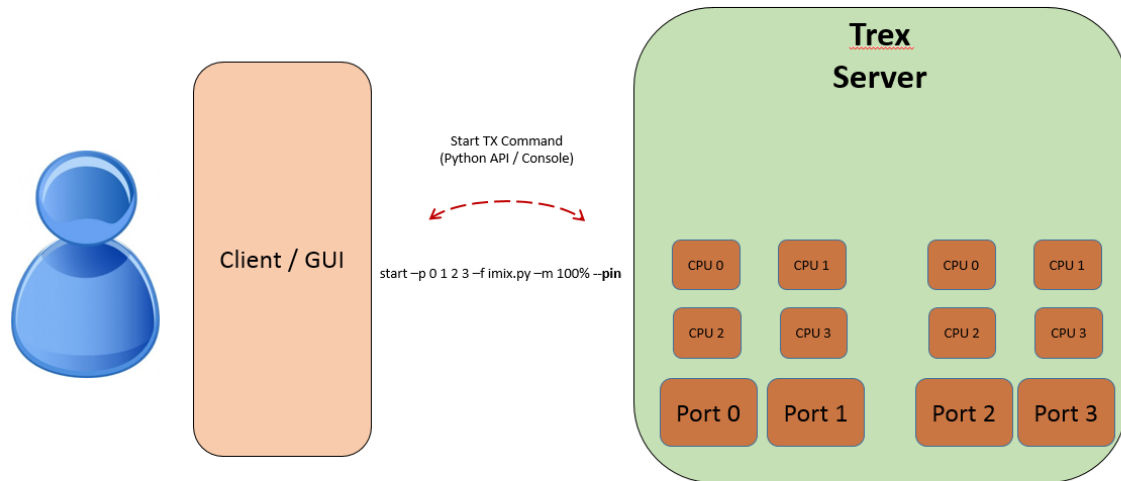 Trex
Server
Start TX Command
(Python API / Console)
Client / GUI
start –p 0 1 2 3 –f imix.py –m 100% --pin
CPU 0
CPU 1
CPU 0
CPU 1
CPU 2
CPU 3
CPU 2
CPU 3
Port 0
Port 1
Port 2
Port 3